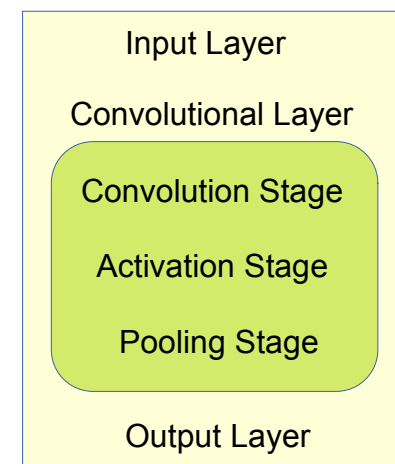 Input Layer
Convolutional Layer
Convolution Stage
Activation Stage
Pooling Stage
Output Layer